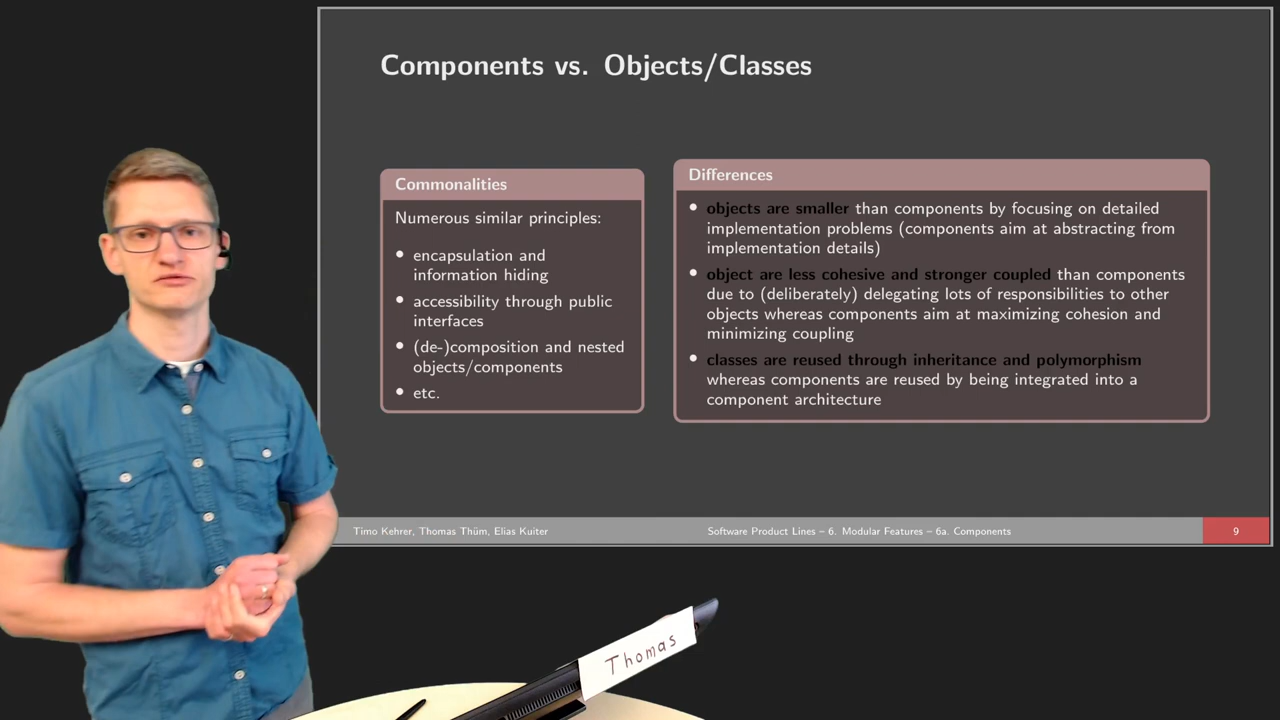 Components vs. Objects/Classes
Commonalities
Numerous similar principles:
• encapsulation and
information hiding
• accessibility through public
interfaces
• (de-)composition and nested
objects/components
• etc.
Differences
• objects are smaller than components by focusing on detailed
implementation problems (components aim at abstracting from
implementation details)
• object are less cohesive and stronger coupled than components
due to (deliberately) delegating lots of responsibilities to other
objects whereas components aim at maximizing cohesion and
minimizing coupling
• classes are reused through inheritance and polymorphism
whereas components are reused by being integrated into a
component architecture
Timo Kehrer, Thomas Thüm, Elias Kuiter
Software Product Lines – 6. Modular Features – 6a. Components
9
Thomas